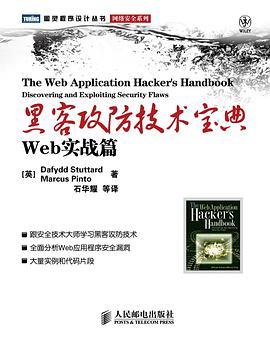 TURING 图灵程序设计丛书 网络安全系列
WILEY
The Web Application Hacker's Handbook
Discovering and Exploiting Security Flaws
黑客攻防技术宝典
Web实战篇
[英] Dafydd Stuttard 著
Marcus Pinto
石华耀 等译
跟安全技术大师学习黑客攻防技术
全面分析Web应用程序安全漏洞
大量实例和代码片段
The Web Application
Hacker's
Handbook
人民邮电出版社
POSTS & TELECOM PRESS